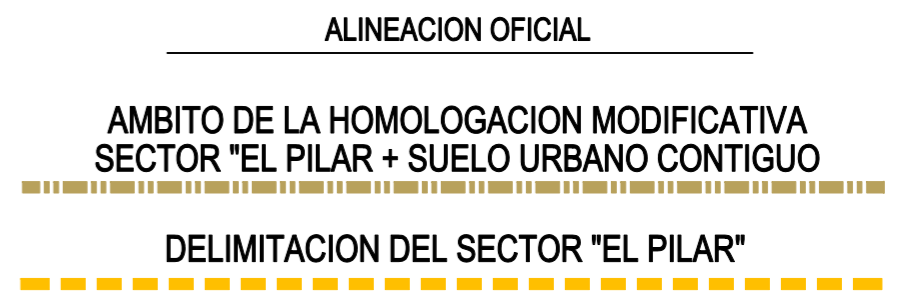 ALINEACION OFICIAL
AMBITO DE LA HOMOLOGACION MODIFICATIVA
SECTOR "EL PILAR + SUELO URBANO CONTIGUO
DELIMITACION DEL SECTOR "EL PILAR"